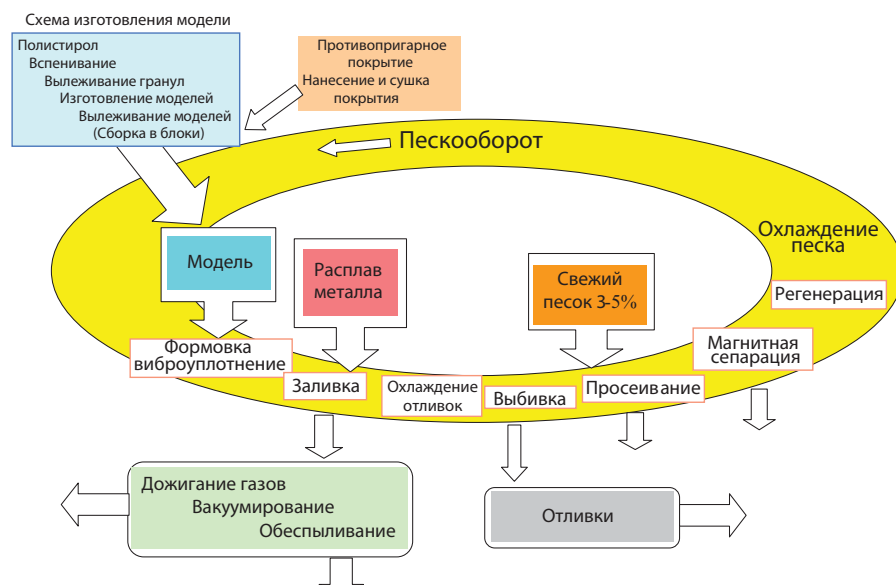 Схема изготовления модели
Полистирол
Вспенивание
Вылеживание гранул
Изготовление моделей
Вылеживание моделей
(Сборка в блоки)
Противопригарное
покрытие
Нанесение и сушка
покрытия
Пескооборот
Охлаждение
песка
Регенерация
Магнитная
сепарация
Модель
Расплав
металла
Свежий
песок 3-5%
Формовка
виброуплотнение
Заливка
Охлаждение
отливок
Выбивка
Просеивание
Дожигание газов
Вакуумирование
Обеспыливание
Отливки